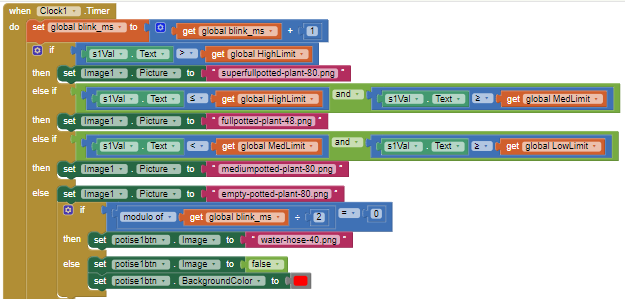 when Clock1 .Timer
do set global blink_ms to get global blink_ms + 1
if s1Val . Text > get global HighLimit
then set Image1 . Picture to " superfullpotted-plant-80.png "
else if s1Val . Text ≤ get global HighLimit and s1Val . Text ≥ get global MedLimit
then set Image1 . Picture to " fullpotted-plant-48.png "
else if s1Val . Text < get global MedLimit and s1Val . Text ≥ get global LowLimit
then set Image1 . Picture to " mediumpotted-plant-80.png "
else set Image1 . Picture to " empty-potted-plant-80.png "
if modulo of get global blink_ms ÷ 2 = 0
then set potise1btn . Image to " water-hose-40.png "
else set potise1btn . Image to false
set potise1btn . BackgroundColor to